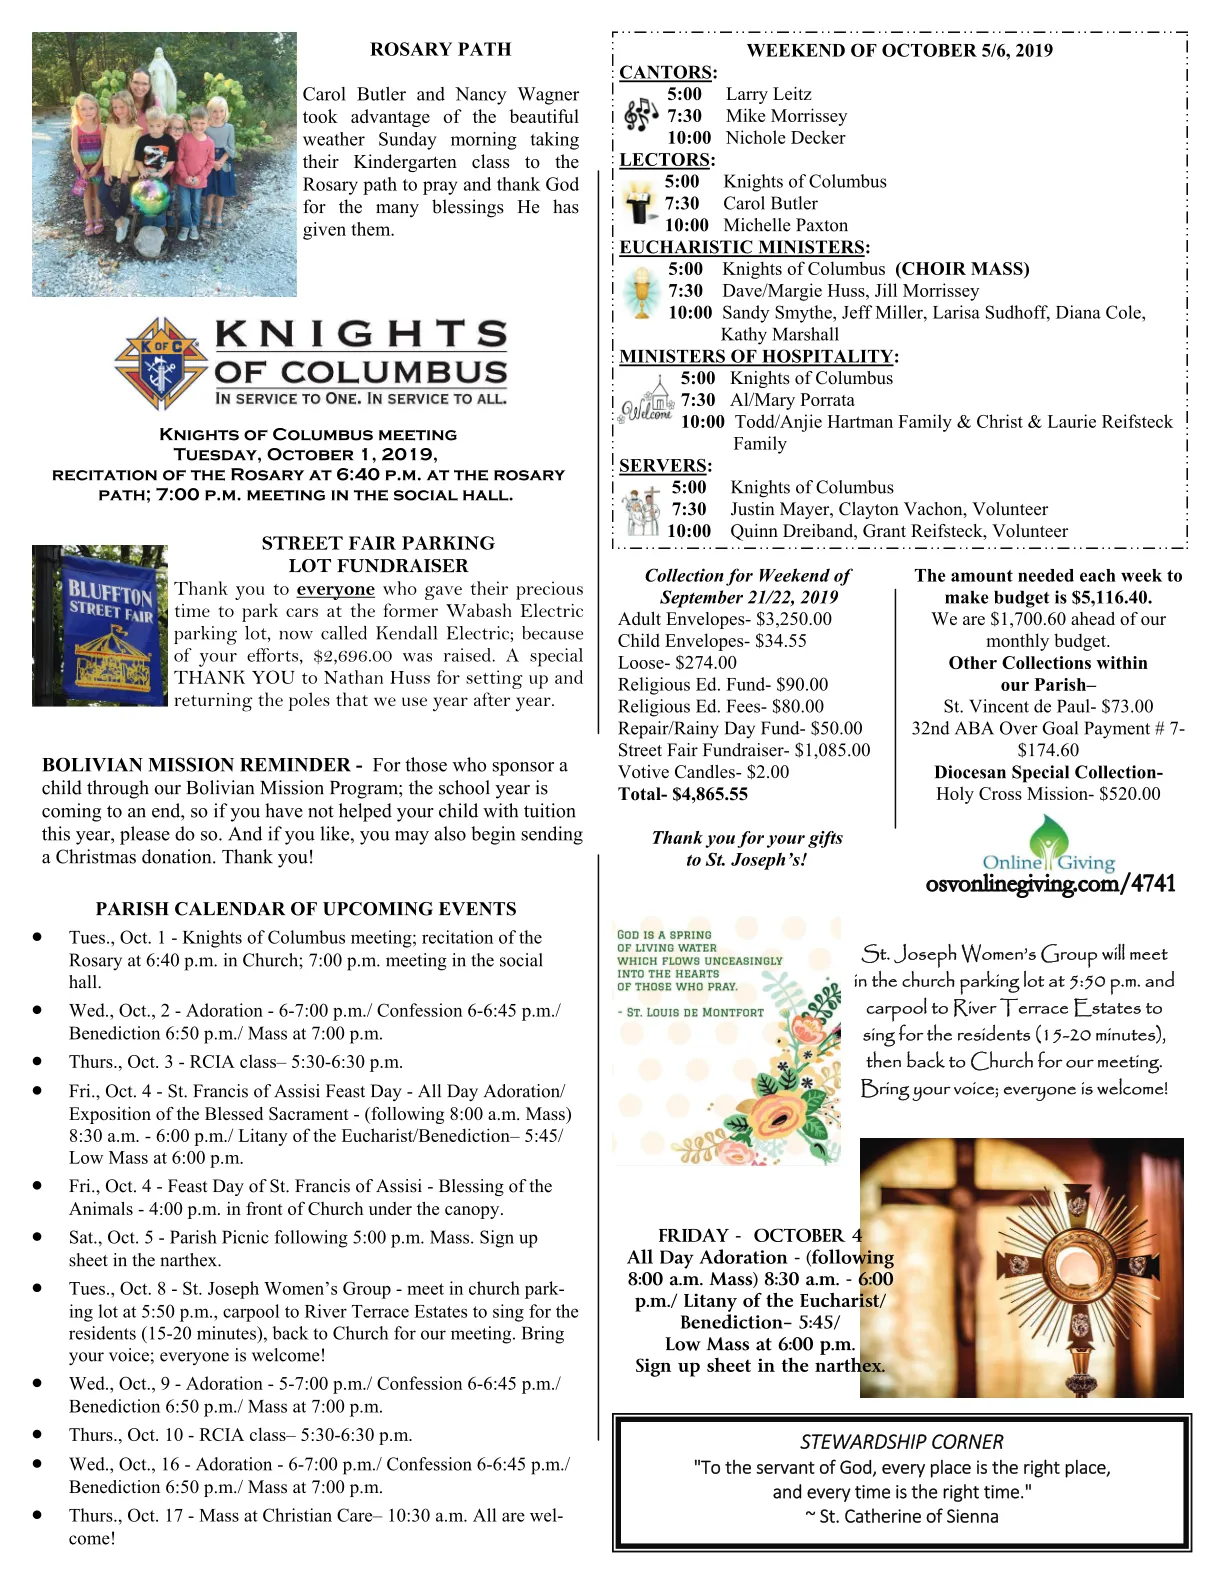 ROSARY PATH
Carol Butler and Nancy Wagner
took advantage of the beautiful
weather Sunday morning taking
their Kindergarten class to the
Rosary path to pray and thank God
for the many blessings He has
given them.
K OF C
KNIGHTS
OF COLUMBUS
IN SERVICE TO ONE. IN SERVICE TO ALL.
KNIGHTS OF COLUMBUS MEETING
TUESDAY, OCTOBER 1, 2019,
RECITATION OF THE ROSARY AT 6:40 P.M. AT THE ROSARY
PATH; 7:00 P.M. MEETING IN THE SOCIAL HALL.
BLUFFTON
STREET FAIR
STREET FAIR PARKING
LOT FUNDRAISER
Thank you to everyone who gave their precious
time to park cars at the former Wabash Electric
parking lot, now called Kendall Electric; because
of your efforts, $2,696.00 was raised. A special
THANK YOU to Nathan Huss for setting up and
returning the poles that we use year after year.
BOLIVIAN MISSION REMINDER - For those who sponsor a
child through our Bolivian Mission Program; the school year is
coming to an end, so if you have not helped your child with tuition
this year, please do so. And if you like, you may also begin sending
a Christmas donation. Thank you!
PARISH CALENDAR OF UPCOMING EVENTS
• Tues., Oct. 1 - Knights of Columbus meeting; recitation of the
Rosary at 6:40 p.m. in Church; 7:00 p.m. meeting in the social
hall.
• Wed., Oct., 2 - Adoration - 6-7:00 p.m./ Confession 6-6:45 p.m./
Benediction 6:50 p.m./ Mass at 7:00 p.m.
• Thurs., Oct. 3 - RCIA class– 5:30-6:30 p.m.
• Fri., Oct. 4 - St. Francis of Assisi Feast Day - All Day Adoration/
Exposition of the Blessed Sacrament - (following 8:00 a.m. Mass)
8:30 a.m. - 6:00 p.m./ Litany of the Eucharist/Benediction– 5:45/
Low Mass at 6:00 p.m.
• Fri., Oct. 4 - Feast Day of St. Francis of Assisi - Blessing of the
Animals - 4:00 p.m. in front of Church under the canopy.
• Sat., Oct. 5 - Parish Picnic following 5:00 p.m. Mass. Sign up
sheet in the narthex.
• Tues., Oct. 8 - St. Joseph Women's Group - meet in church park-
ing lot at 5:50 p.m., carpool to River Terrace Estates to sing for the
residents (15-20 minutes), back to Church for our meeting. Bring
your voice; everyone is welcome!
• Wed., Oct., 9 - Adoration - 5-7:00 p.m./ Confession 6-6:45 p.m./
Benediction 6:50 p.m./ Mass at 7:00 p.m.
• Thurs., Oct. 10 - RCIA class– 5:30-6:30 p.m.
• Wed., Oct., 16 - Adoration - 6-7:00 p.m./ Confession 6-6:45 p.m./
Benediction 6:50 p.m./ Mass at 7:00 p.m.
• Thurs., Oct. 17 - Mass at Christian Care– 10:30 a.m. All are wel-
come!
WEEKEND OF OCTOBER 5/6, 2019
CANTORS:
5:00 Larry Leitz
7:30 Mike Morrissey
10:00 Nichole Decker
LECTORS:
5:00 Knights of Columbus
7:30 Carol Butler
10:00 Michelle Paxton
EUCHARISTIC MINISTERS:
5:00 Knights of Columbus (CHOIR MASS)
7:30 Dave/Margie Huss, Jill Morrissey
10:00 Sandy Smythe, Jeff Miller, Larisa Sudhoff, Diana Cole,
Kathy Marshall
MINISTERS OF HOSPITALITY:
5:00 Knights of Columbus
Welcome
7:30 Al/Mary Porrata
10:00 Todd/Anjie Hartman Family & Christ & Laurie Reifsteck
Family
SERVERS:
5:00 Knights of Columbus
7:30 Justin Mayer, Clayton Vachon, Volunteer
10:00 Quinn Dreiband, Grant Reifsteck, Volunteer
Collection for Weekend of
September 21/22, 2019
Adult Envelopes- $3,250.00
Child Envelopes- $34.55
Loose- $274.00
Religious Ed. Fund- $90.00
Religious Ed. Fees- $80.00
Repair/Rainy Day Fund- $50.00
Street Fair Fundraiser- $1,085.00
Votive Candles- $2.00
Total- $4,865.55
Thank you for your gifts
to St. Joseph's!
The amount needed each week to
make budget is $5,116.40.
We are $1,700.60 ahead of our
monthly budget.
Other Collections within
our Parish–
St. Vincent de Paul- $73.00
32nd ABA Over Goal Payment # 7-
$174.60
Diocesan Special Collection-
Holy Cross Mission- $520.00
Online Giving
osvonlinegiving.com/4741
GOD IS A SPRING
OF LIVING WATER
WHICH FLOWS UNCEASINGLY
INTO THE HEARTS
OF THOSE WHO PRAY.
- ST. LOUIS DE MONTFORT
St. Joseph Women's Group will meet
in the church parking lot at 5:50 p.m. and
carpool to River Terrace Estates to
sing for the residents (15-20 minutes),
then back to Church for our meeting.
Bring your voice; everyone is welcome!
FRIDAY - OCTOBER 4
All Day Adoration - (following
8:00 a.m. Mass) 8:30 a.m. - 6:00
p.m./ Litany of the Eucharist/
Benediction– 5:45/
Low Mass at 6:00 p.m.
Sign up sheet in the narthex.
STEWARDSHIP CORNER
"To the servant of God, every place is the right place,
and every time is the right time."
~ St. Catherine of Sienna